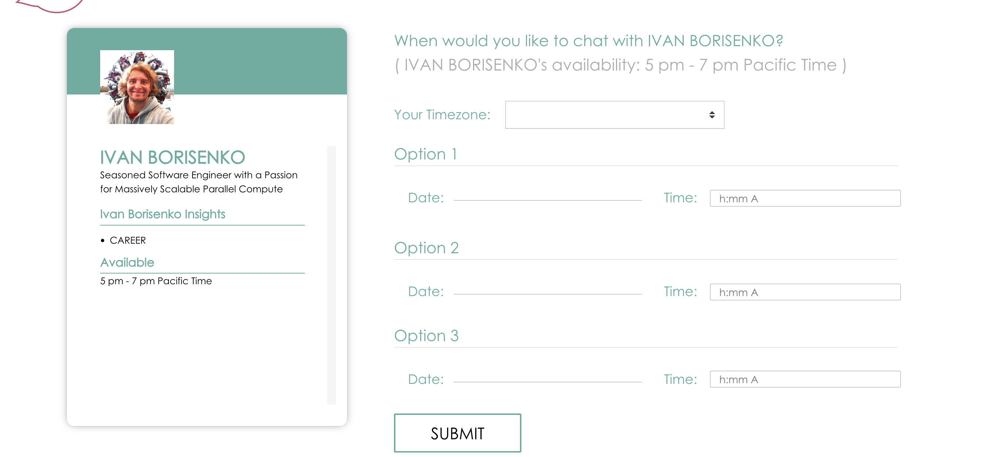 IVAN BORISENKO
Seasoned Software Engineer with a Passion
for Massively Scalable Parallel Compute
Ivan Borisenko Insights
• CAREER
Available
5 pm - 7 pm Pacific Time
When would you like to chat with IVAN BORISENKO?
( IVAN BORISENKO's availability: 5 pm - 7 pm Pacific Time )
Your Timezone:
Option 1
Date: Time: h:mm A
Option 2
Date: Time: h:mm A
Option 3
Date: Time: h:mm A
SUBMIT